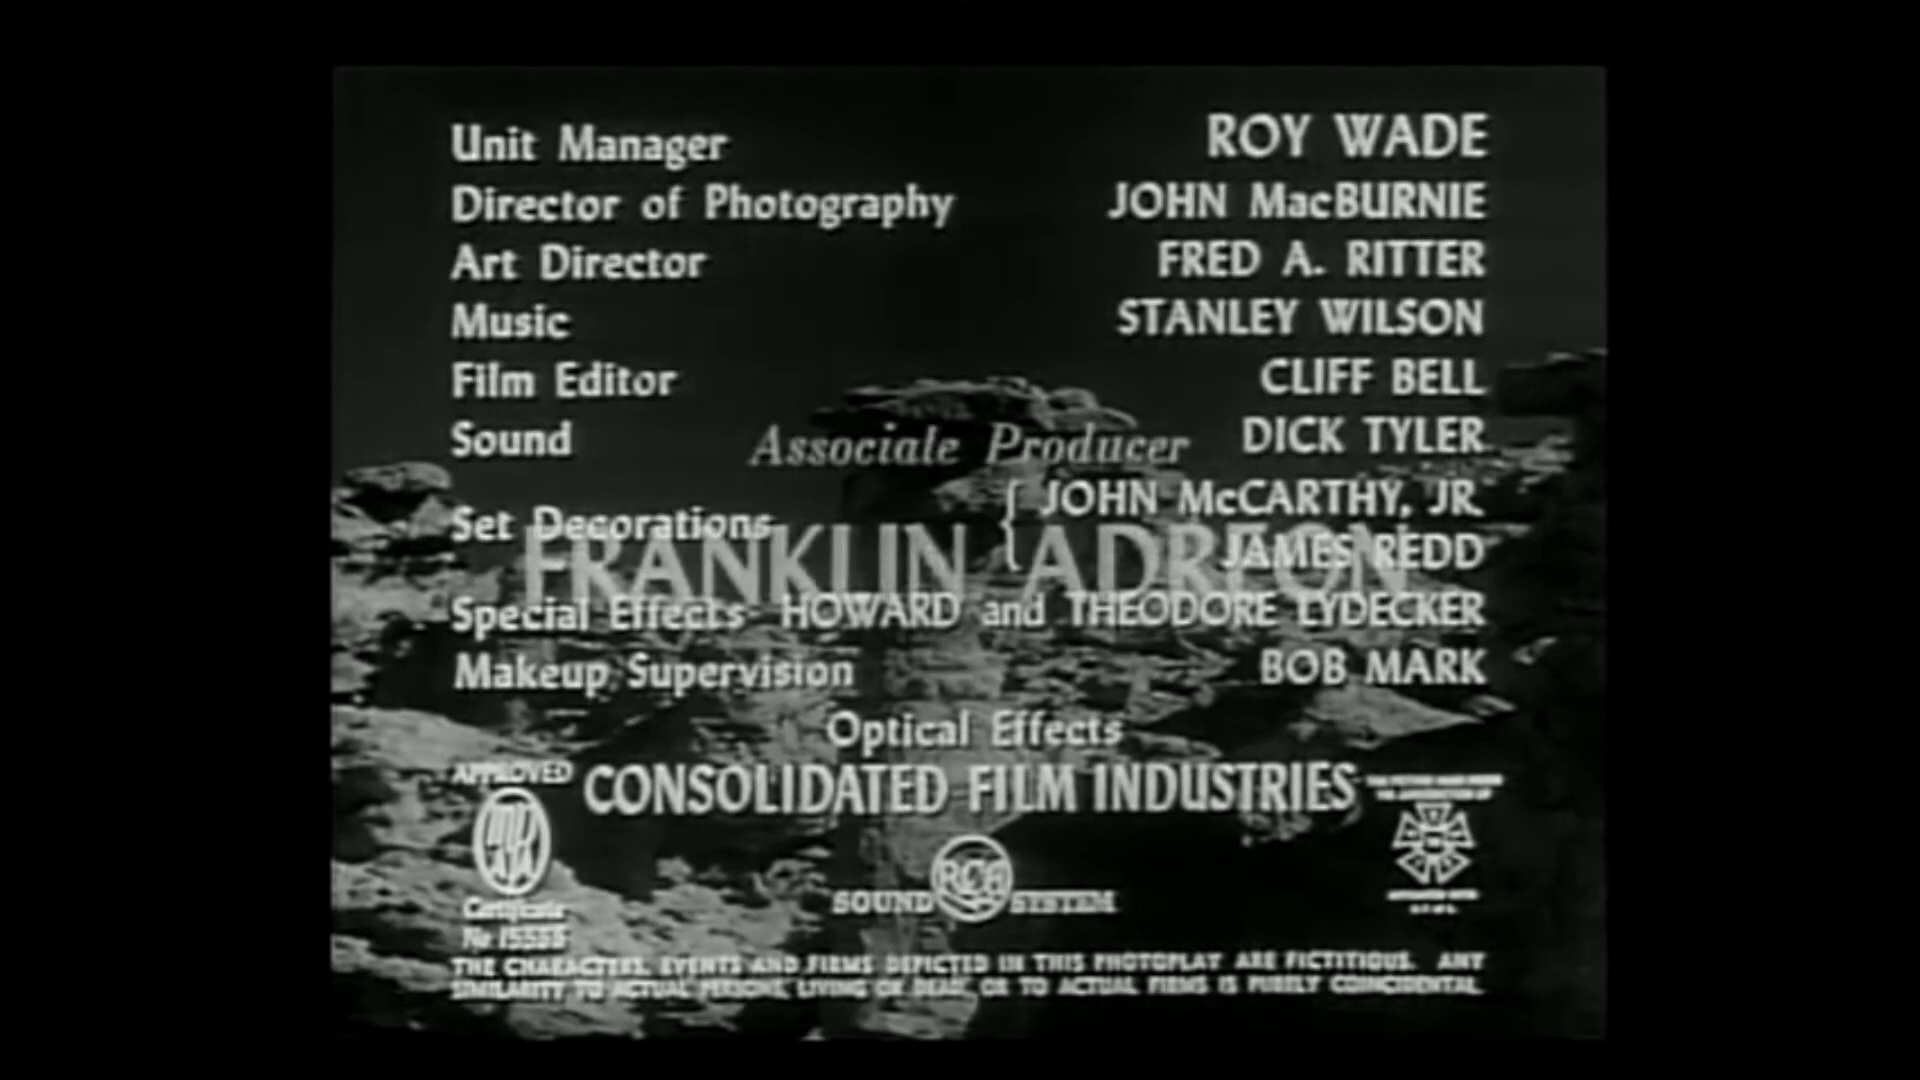 Unit Manager ROY WADE
Director of Photography JOHN MacBURNIE
Art Director FRED A. RITTER
Music STANLEY WILSON
Film Editor CLIFF BELL
Sound DICK TYLER
Associate Producer
Set Decorations { JOHN McCARTHY, JR.
JAMES REDD
FRANKLIN ADREON
Special Effects- HOWARD and THEODORE LYDECKER
Makeup Supervision BOB MARK
Optical Effects
CONSOLIDATED FILM INDUSTRIES
APPROVED
Certificate
No 15555
RCA
SOUND SYSTEM
THE CHARACTERS, EVENTS AND FIRMS DEPICTED IN THIS PHOTOPLAY ARE FICTITIOUS. ANY
SIMILARITY TO ACTUAL PERSONS, LIVING OR DEAD, OR TO ACTUAL FIRMS IS PURELY COINCIDENTAL.